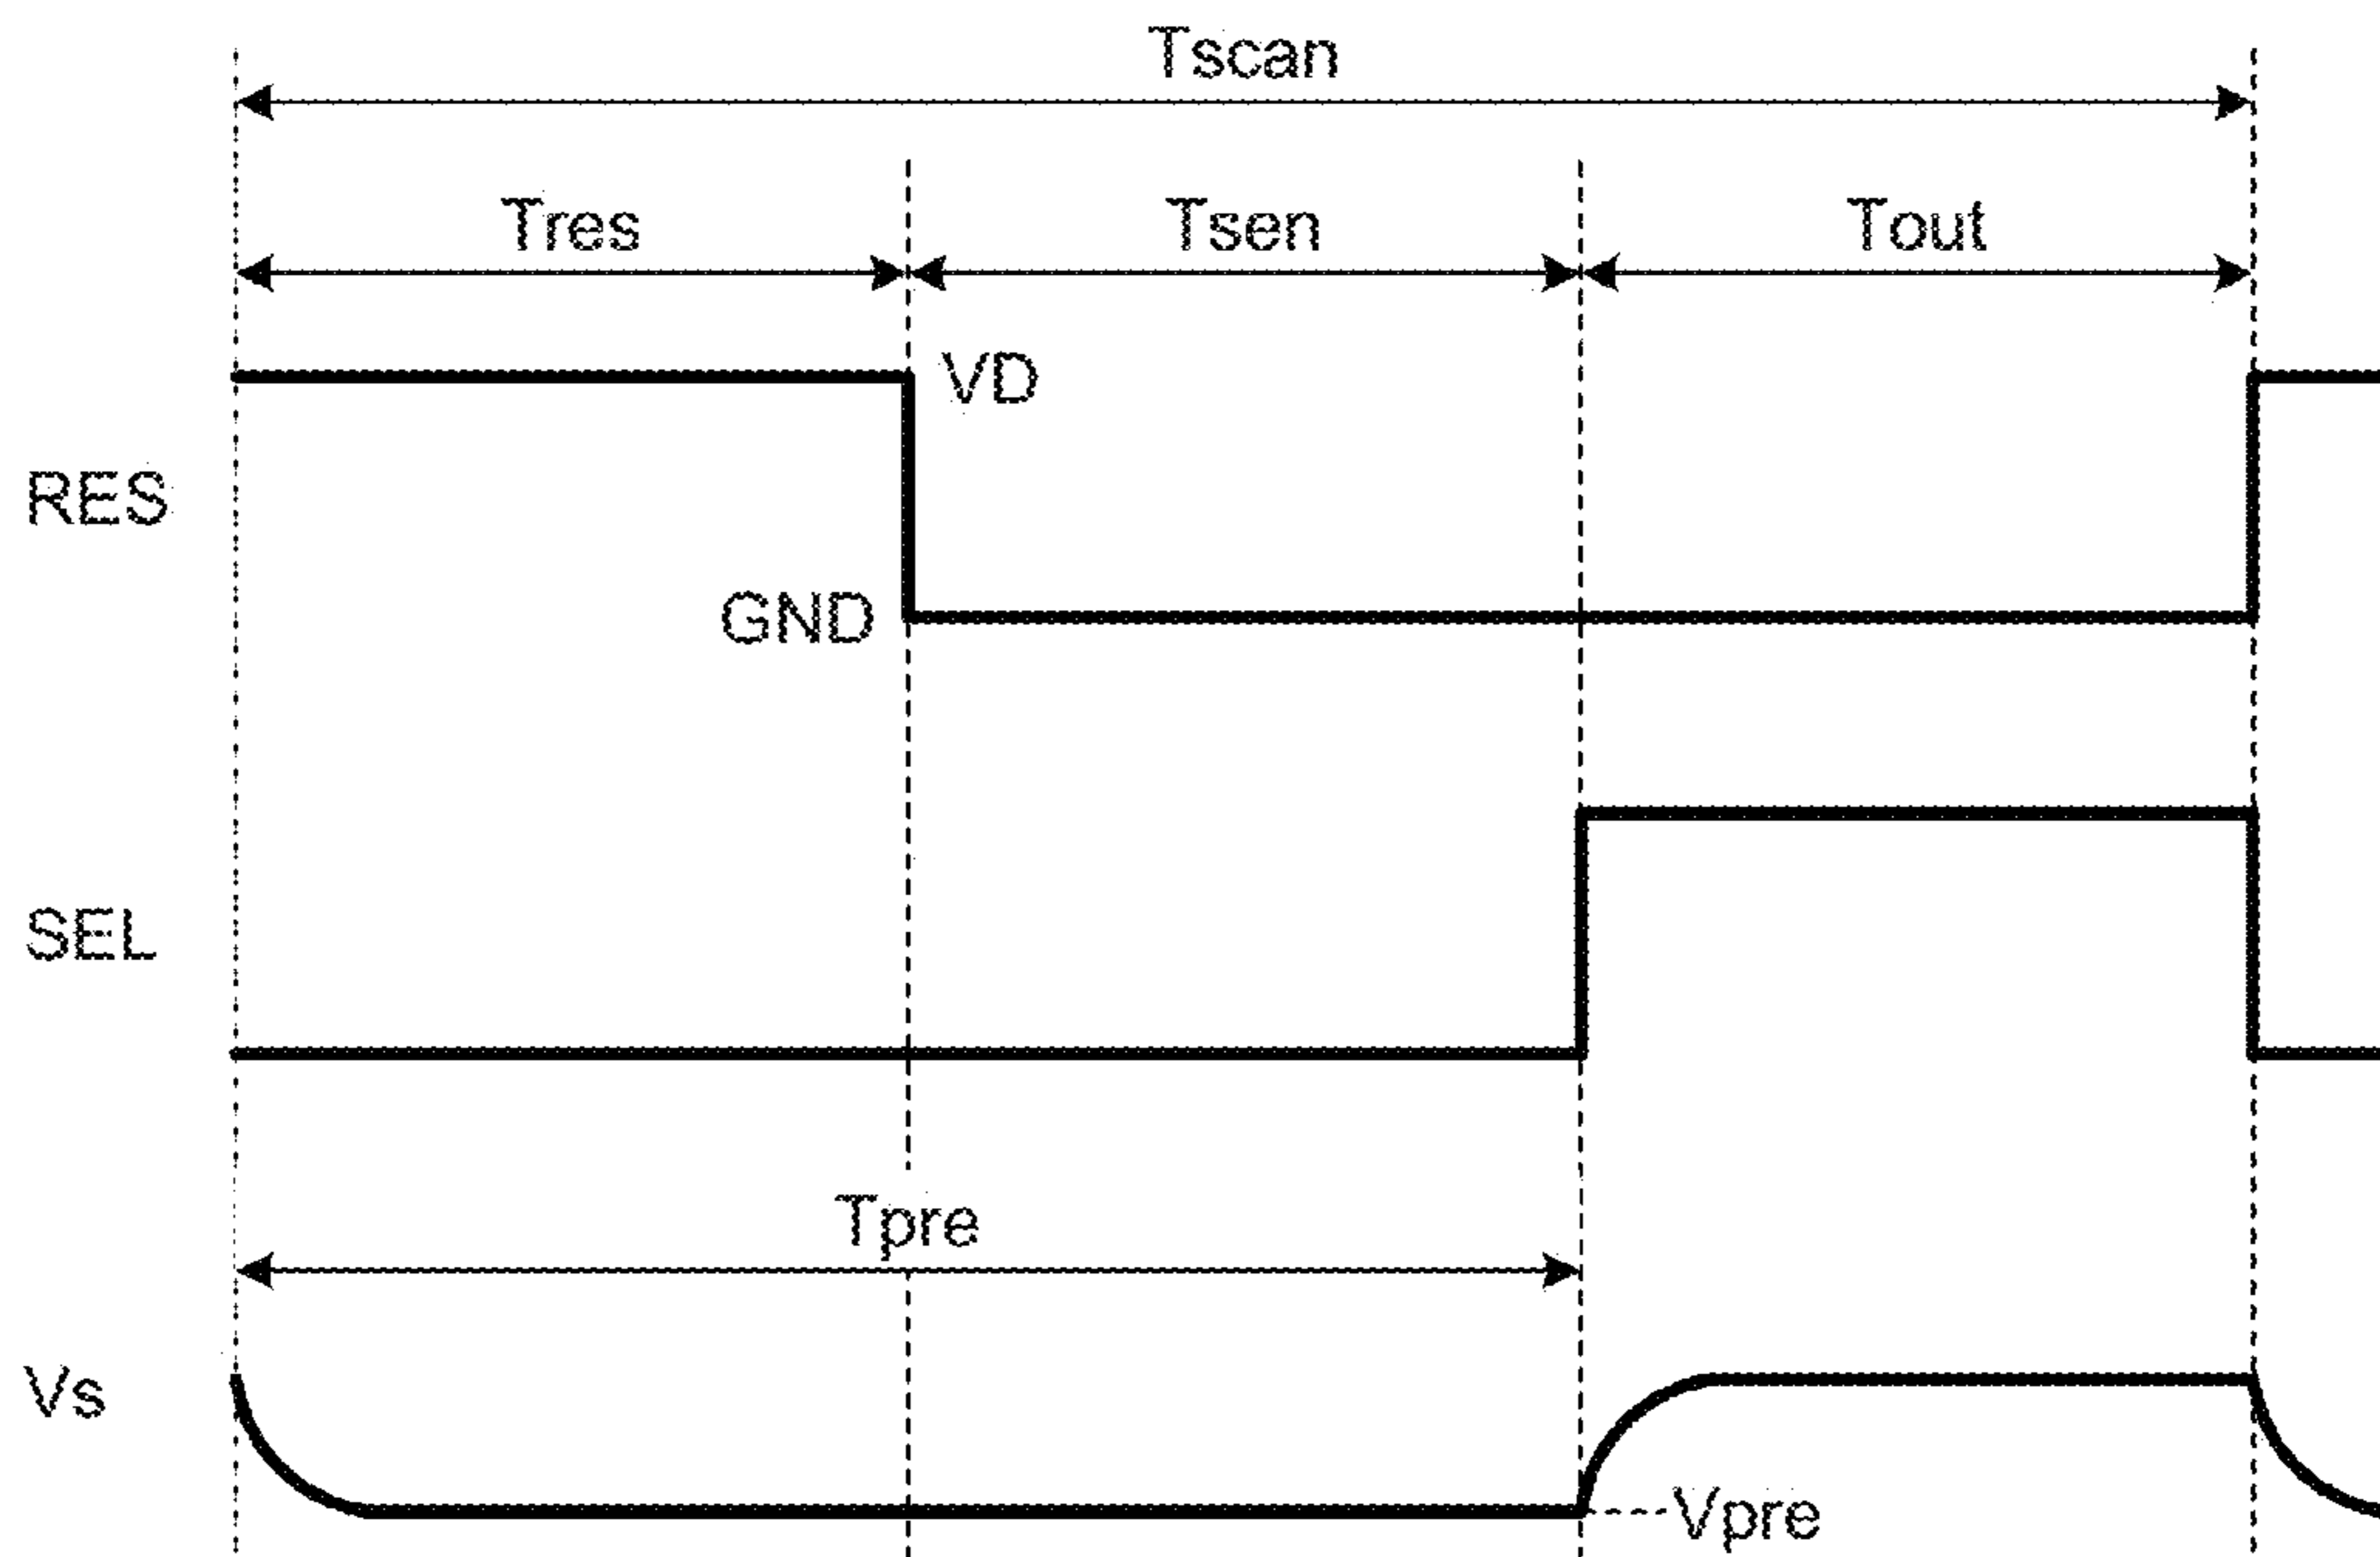 Tscan
Tres Tsen Tout
VD
RES
GND
SEL
Tpre
Vs
Vpre